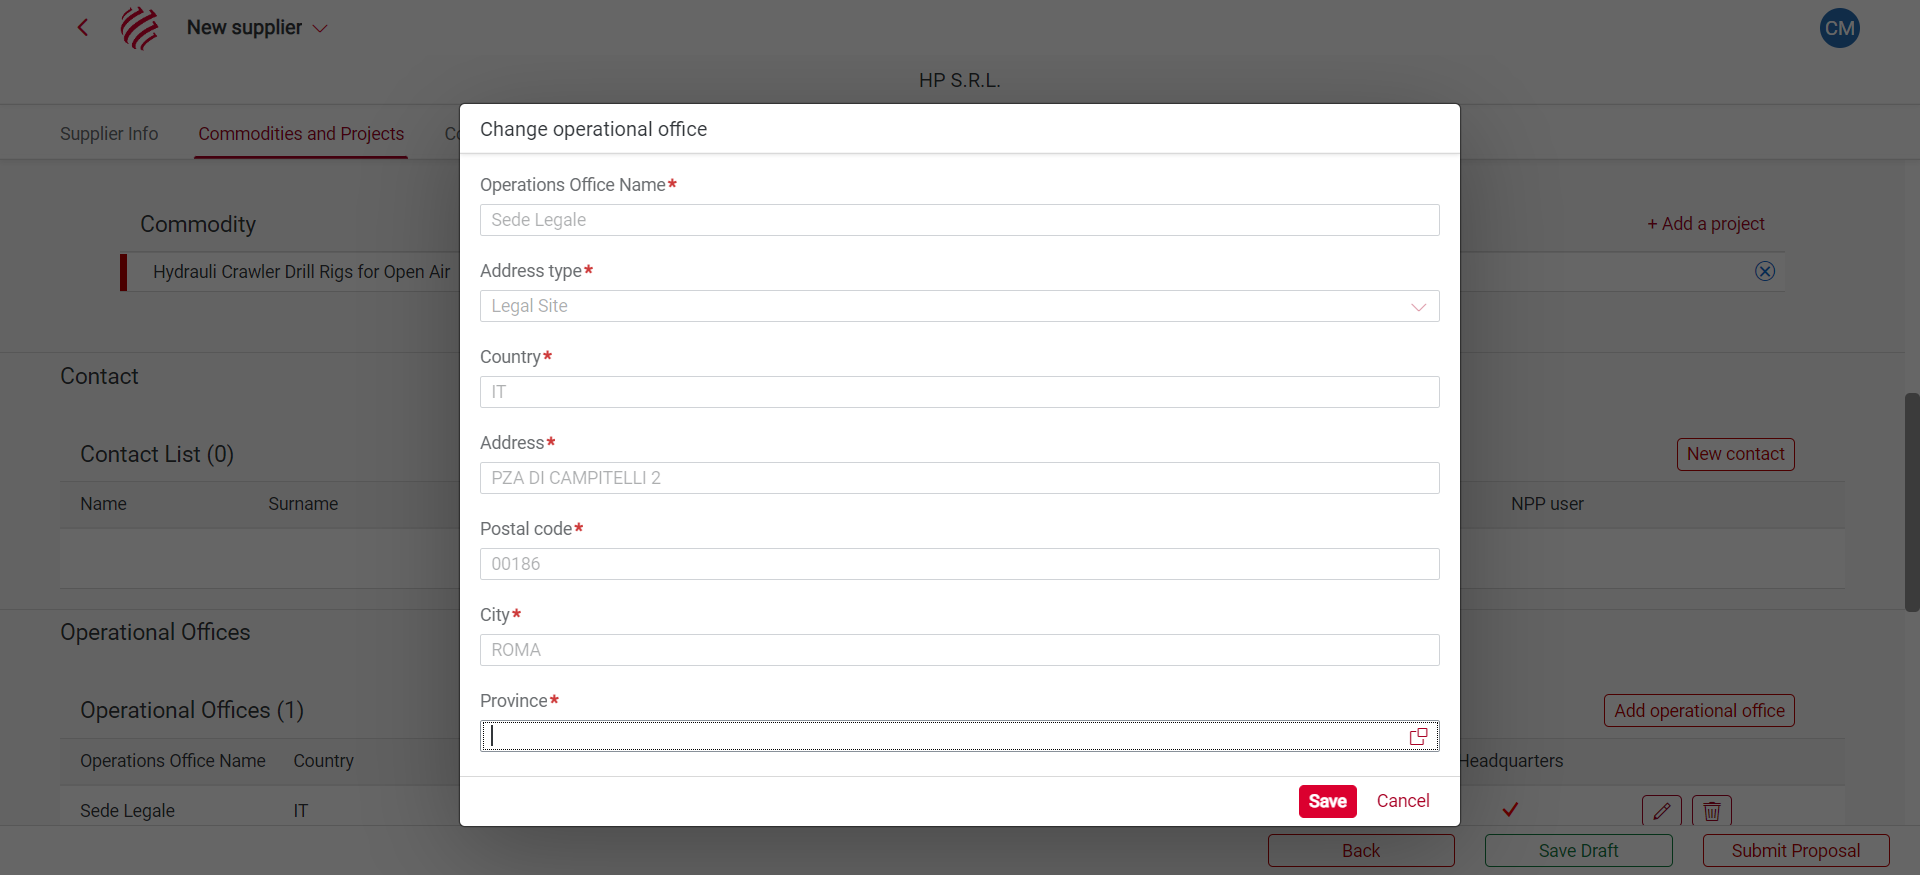 New supplier
CM
HP S.R.L.
Supplier Info
Commodities and Projects
Commodity
+ Add a project
Hydrauli Crawler Drill Rigs for Open Air
Contact
Contact List (0)
New contact
Name
Surname
NPP user
Operational Offices
Operational Offices (1)
Add operational office
Operations Office Name
Country
Headquarters
Sede Legale
IT
Back
Save Draft
Submit Proposal
Change operational office
Operations Office Name*
Sede Legale
Address type*
Legal Site
Country*
IT
Address*
PZA DI CAMPITELLI 2
Postal code*
00186
City*
ROMA
Province*
Save
Cancel